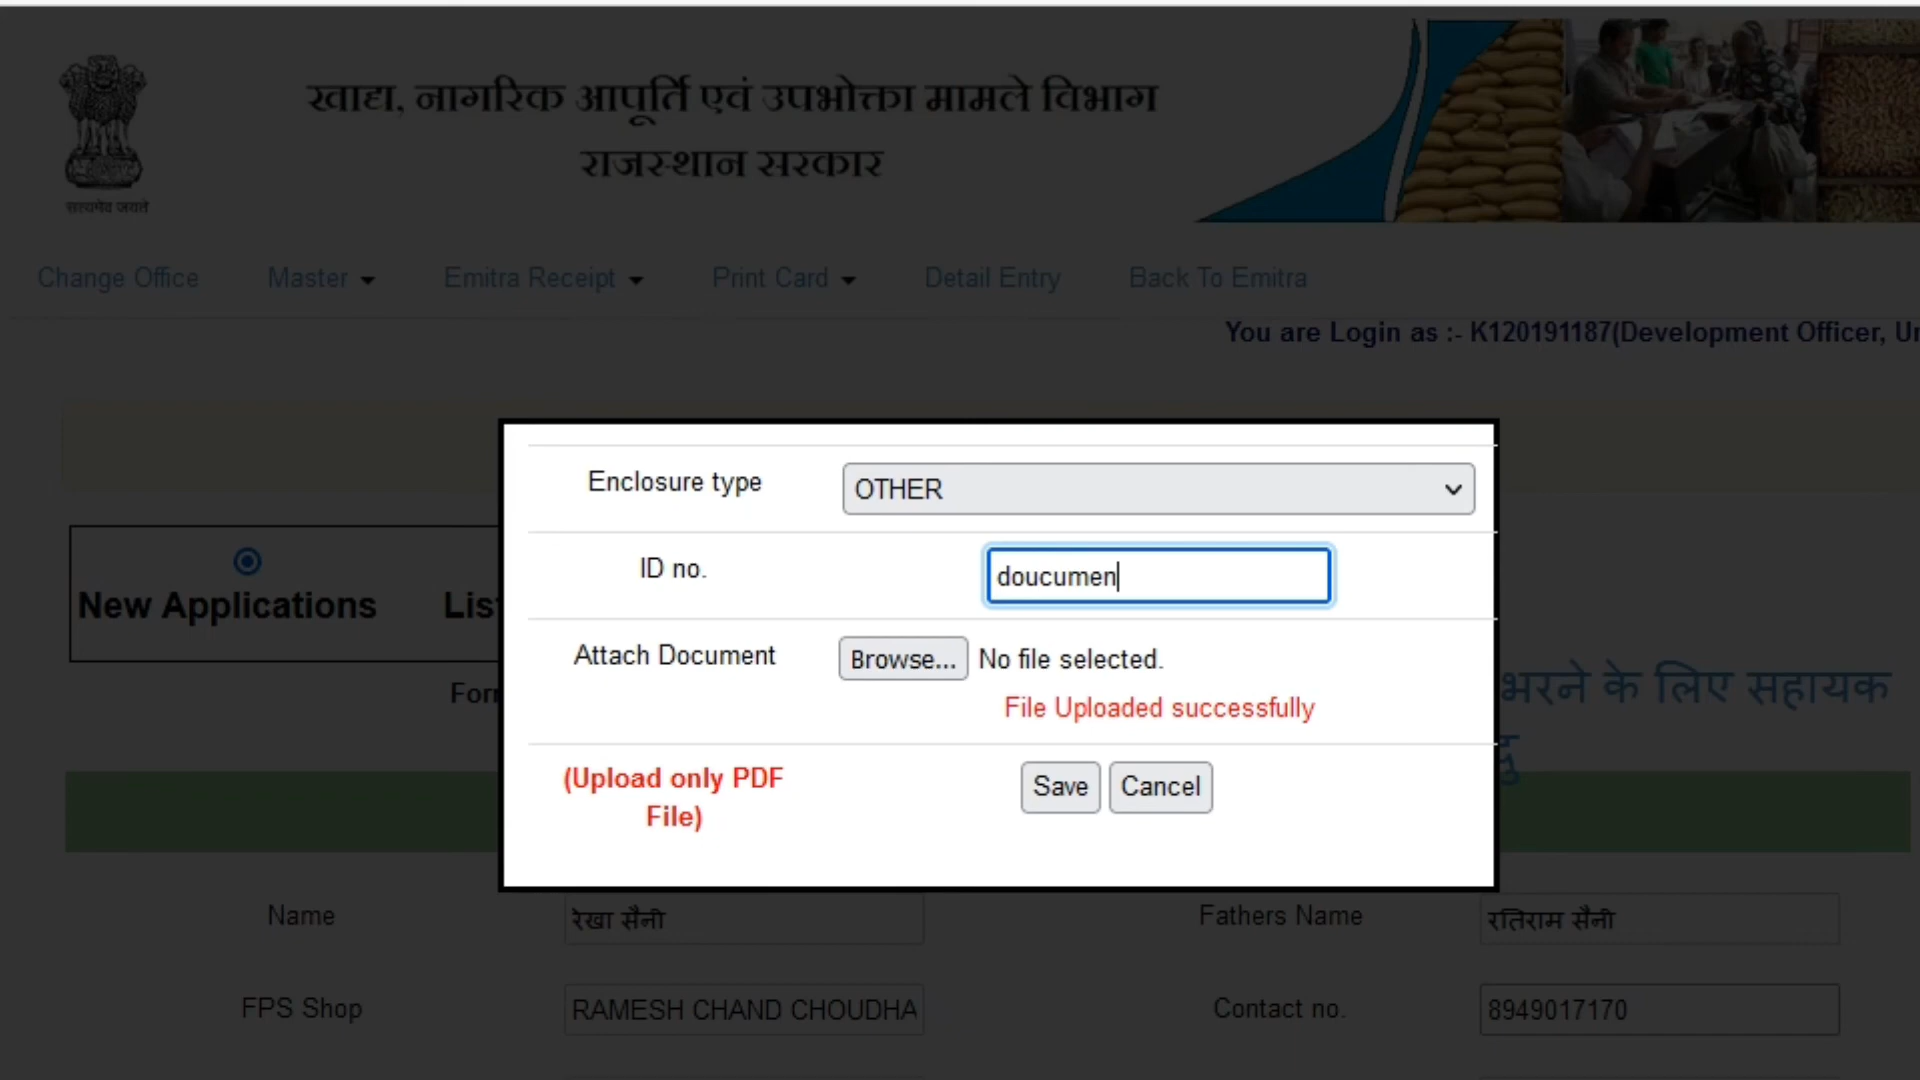 खाद्य, नागरिक आपूर्ति एवं उपभोक्ता मामले विभाग
राजस्थान सरकार
सत्यमेव जयते
Change Office Master Emitra Receipt Print Card Detail Entry Back To Emitra
You are Login as :- K120191187(Development Officer,
Enclosure type OTHER
ID no. doucumen
New Applications
Attach Document Browse... No file selected.
भरने के लिए सहायक
File Uploaded successfully
(Upload only PDF
File)
Save Cancel
Name रेखा सैनी Fathers Name रतिराम सैनी
FPS Shop RAMESH CHAND CHOUDHA Contact no. 8949017170